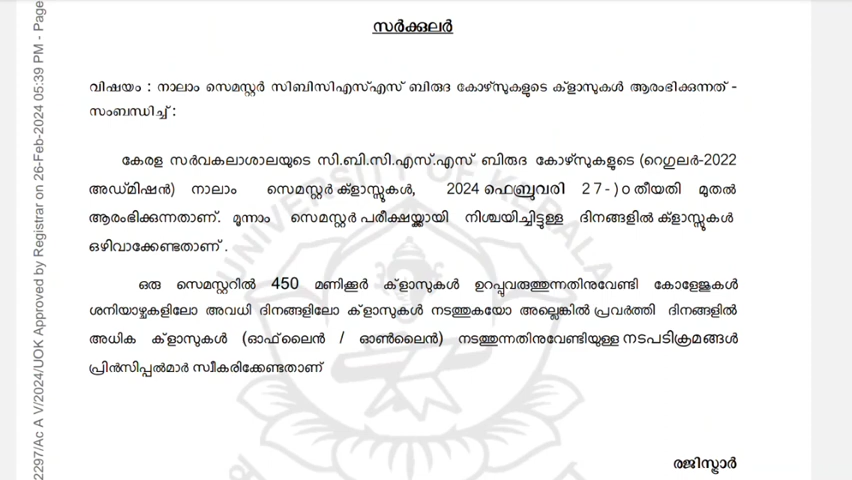 സർക്കുലർ
വിഷയം : നാലാം സെമസ്റ്റർ സിബിസിഎസ്എസ് ബിരുദ കോഴ്സുകളുടെ ക്ളാസുകൾ ആരംഭിക്കുന്നത് -
സംബന്ധിച്ച് :
കേരള സർവകലാശാലയുടെ സി.ബി.സി.എസ്.എസ് ബിരുദ കോഴ്സുകളുടെ (റെഗുലർ-2022
അഡ്മിഷൻ) നാലാം സെമസ്റ്റർ ക്ളാസ്സുകൾ, 2024 ഫെബ്രുവരി 27-)o തീയതി മുതൽ
ആരംഭിക്കുന്നതാണ്. മൂന്നാം സെമസ്റ്റർ പരീക്ഷയ്ക്കായി നിശ്ചയിച്ചിട്ടുള്ള ദിനങ്ങളിൽ ക്ളാസ്സുകൾ
ഒഴിവാക്കേണ്ടതാണ് .
ഒരു സെമസ്റ്ററിൽ 450 മണിക്കൂർ ക്ളാസുകൾ ഉറപ്പുവരുത്തുന്നതിനുവേണ്ടി കോളേജുകൾ
ശനിയാഴ്ചകളിലോ അവധി ദിനങ്ങളിലോ ക്ളാസുകൾ നടത്തുകയോ അല്ലെങ്കിൽ പ്രവർത്തി ദിനങ്ങളിൽ
അധിക ക്ളാസുകൾ (ഓഫ്‌ലൈൻ / ഓൺലൈൻ) നടത്തുന്നതിനുവേണ്ടിയുള്ള നടപടിക്രമങ്ങൾ
പ്രിൻസിപ്പൽമാർ സ്വീകരിക്കേണ്ടതാണ്
രജിസ്ട്രാർ
2297/Ac A V/2024/UOK Approved by Registrar on 26-Feb-2024 05:39 PM - Page
UNIVERSITY OF KERALA